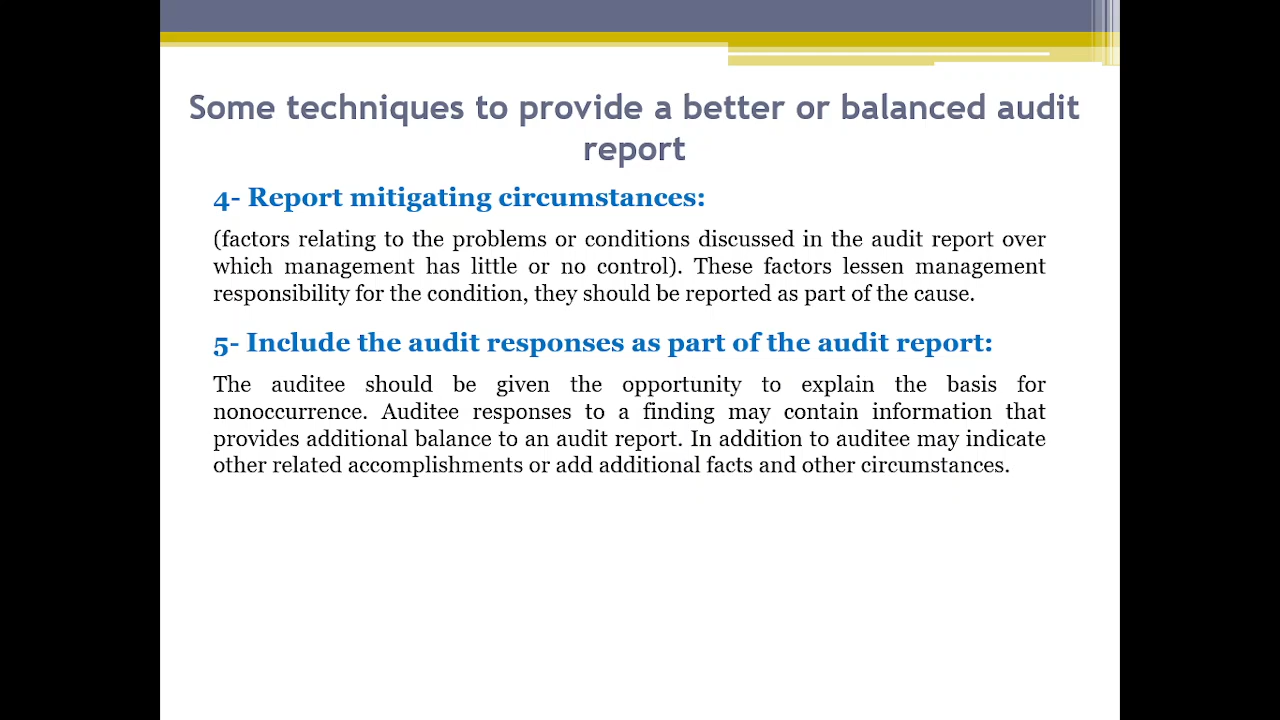 Some techniques to provide a better or balanced audit
report
4- Report mitigating circumstances:
(factors relating to the problems or conditions discussed in the audit report over
which management has little or no control). These factors lessen management
responsibility for the condition, they should be reported as part of the cause.
5- Include the audit responses as part of the audit report:
The auditee should be given the opportunity to explain the basis for
nonoccurrence. Auditee responses to a finding may contain information that
provides additional balance to an audit report. In addition to auditee may indicate
other related accomplishments or add additional facts and other circumstances.